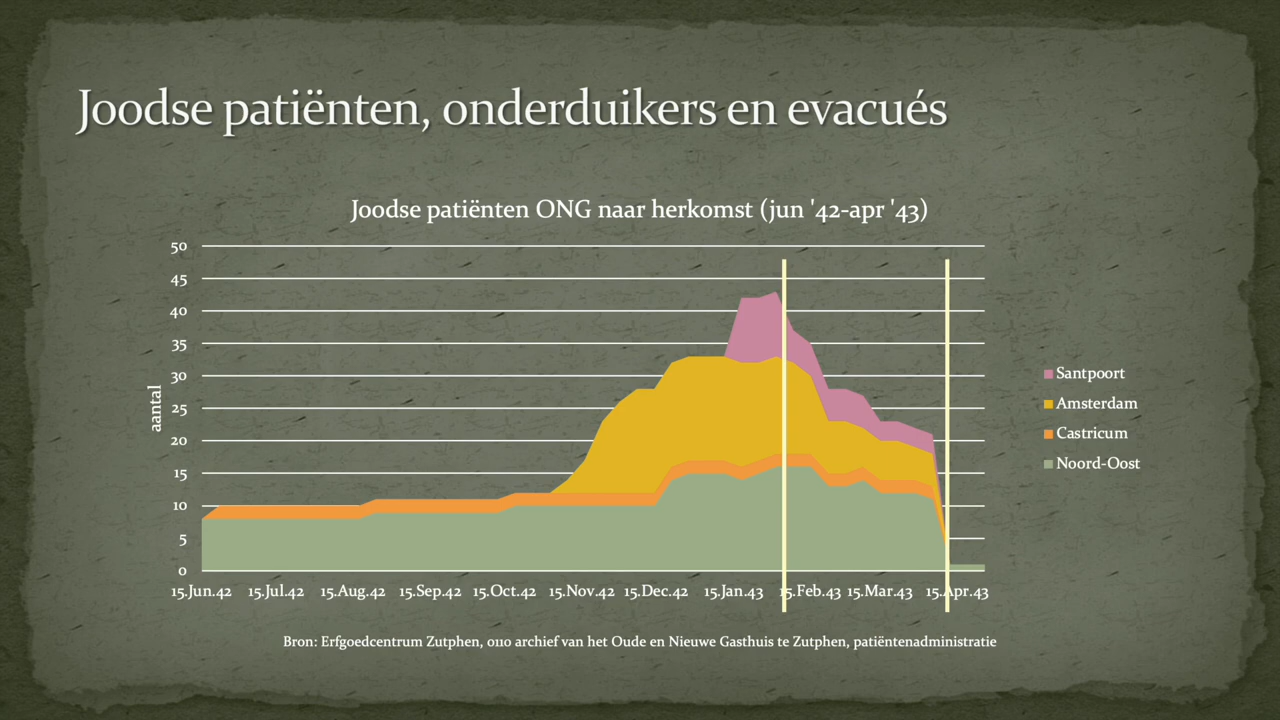 Joodse patiënten, onderduikers en evacués
Joodse patiënten ONG naar herkomst (jun '42-apr '43)
50
45
40
35
30
25
20
15
10
5
0
aantal
15.Jun.42 15.Jul.42 15.Aug.42 15.Sep.42 15.Oct.42 15.Nov.42 15.Dec.42 15.Jan.43 15.Feb.43 15.Mar.43 15.Apr.43
Santpoort
Amsterdam
Castricum
Noord-Oost
Bron: Erfgoedcentrum Zutphen, 0110 archief van het Oude en Nieuwe Gasthuis te Zutphen, patiëntenadministratie